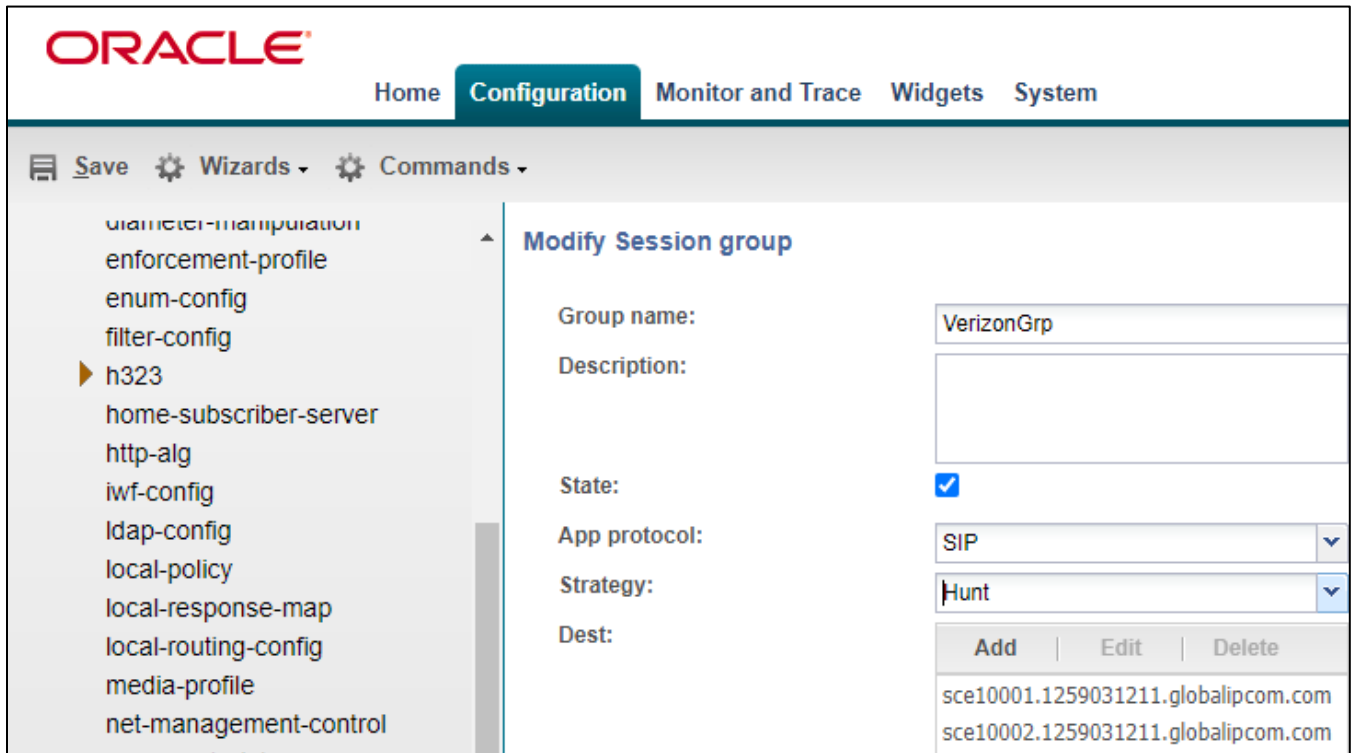 ORACLE
Home Configuration Monitor and Trace Widgets System
Save Wizards Commands
diameter-manipulation
enforcement-profile
enum-config
filter-config
h323
home-subscriber-server
http-alg
iwf-config
ldap-config
local-policy
local-response-map
local-routing-config
media-profile
net-management-control
Modify Session group
Group name: VerizonGrp
Description:
State:
App protocol: SIP
Strategy: Hunt
Dest: Add | Edit | Delete
sce10001.1259031211.globalipcom.com
sce10002.1259031211.globalipcom.com